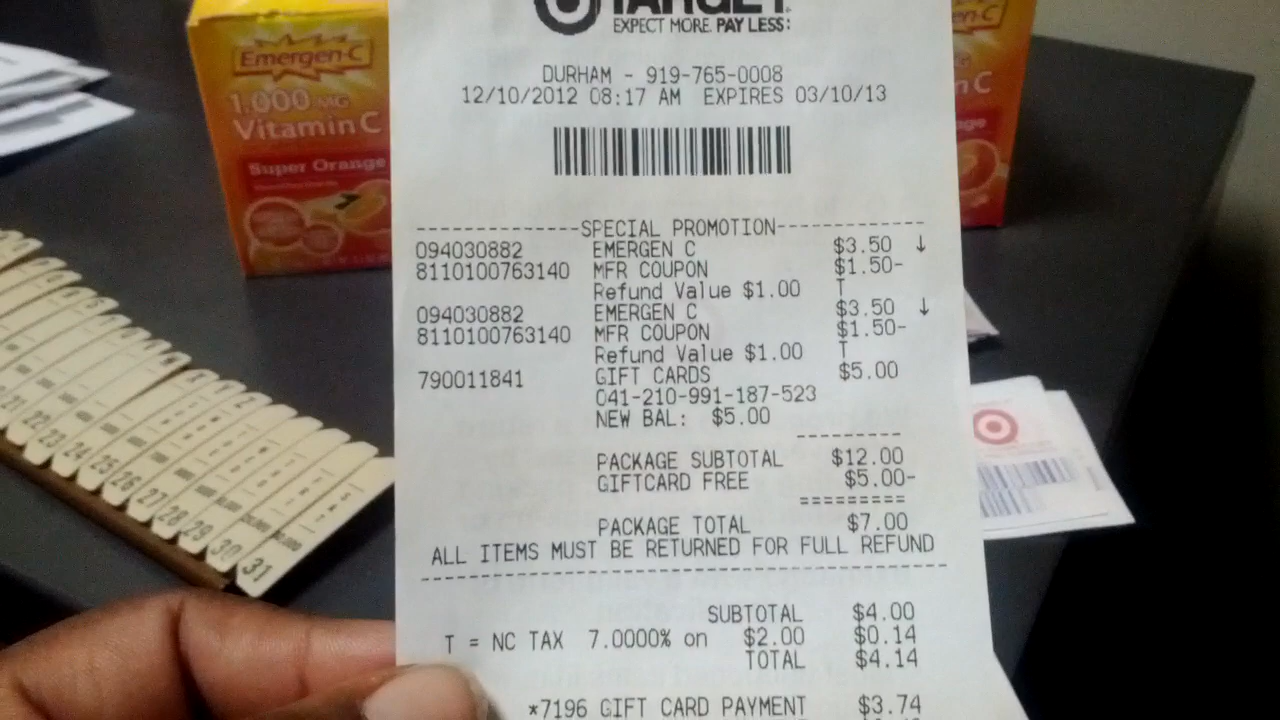 TARGET
EXPECT MORE. PAY LESS.
DURHAM - 919-765-0008
12/10/2012 08:17 AM EXPIRES 03/10/13
------------SPECIAL PROMOTION------------
094030882 EMERGEN C $3.50 ↓
8110100763140 MFR COUPON $1.50-
Refund Value $1.00 T
094030882 EMERGEN C $3.50 ↓
8110100763140 MFR COUPON $1.50-
Refund Value $1.00 T
790011841 GIFT CARDS $5.00
041-210-991-187-523
NEW BAL: $5.00
PACKAGE SUBTOTAL $12.00
GIFTCARD FREE $5.00-
PACKAGE TOTAL $7.00
ALL ITEMS MUST BE RETURNED FOR FULL REFUND
SUBTOTAL $4.00
T = NC TAX 7.0000% on $2.00 $0.14
TOTAL $4.14
*7196 GIFT CARD PAYMENT $3.74
Emergen-C
1,000 MG
Vitamin C
Super Orange
n-C
n C
nge
21
22
23
24
25
26
27
28
29
30
31